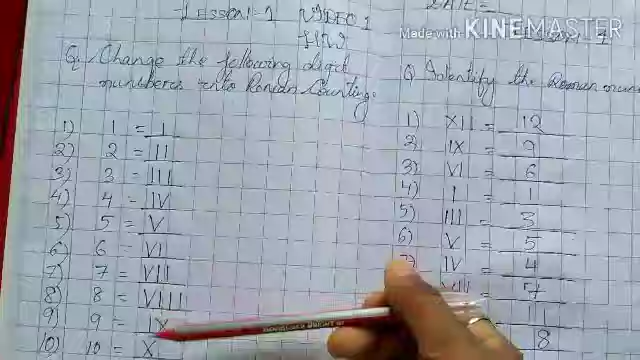 LESSON:-1 VIDEO 1
H.W
DATE=
Made with KINEMASTER
Q. Change the following digit
numbers into Roman Counting.
1) 1 = I
2) 2 = II
3) 3 = III
4) 4 = IV
5) 5 = V
6) 6 = VI
7) 7 = VII
8) 8 = VIII
9) 9 = IX
10) 10 = X
Q Identify the Roman num
1) XII = 12
2) IX = 9
3) VI = 6
4) I = 1
5) III = 3
6) V = 5
7) IV = 4
= 7
11
8